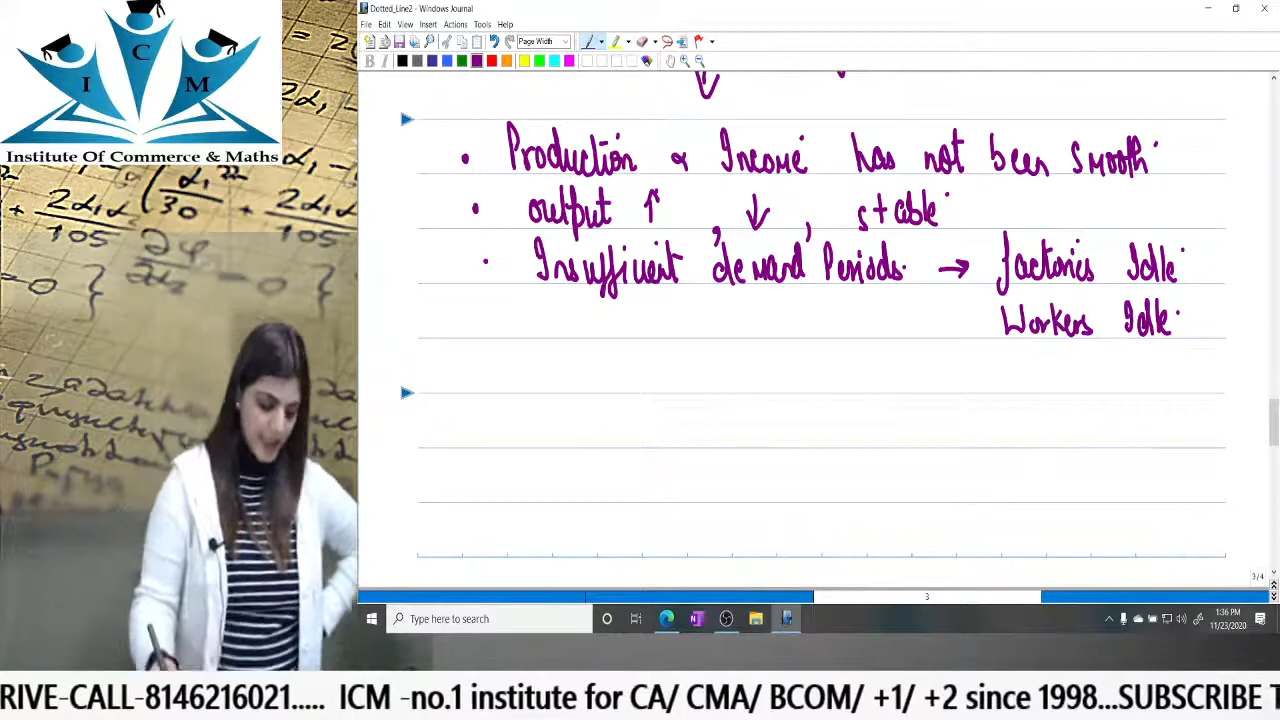 Dotted_Line2 - Windows Journal
File Edit View Insert Actions Tools Help
Page Width
B I
I C M
Institute Of Commerce & Maths
• Production & Income has not been smooth
• output ↑ , ↓ , stable
• Insufficient demand Periods → factories Idle
Workers Idle
3/4
3
Type here to search
1:36 PM
11/23/2020
RIVE-CALL-8146216021..... ICM -no.1 institute for CA/ CMA/ BCOM/ +1/ +2 since 1998...SUBSCRIBE T